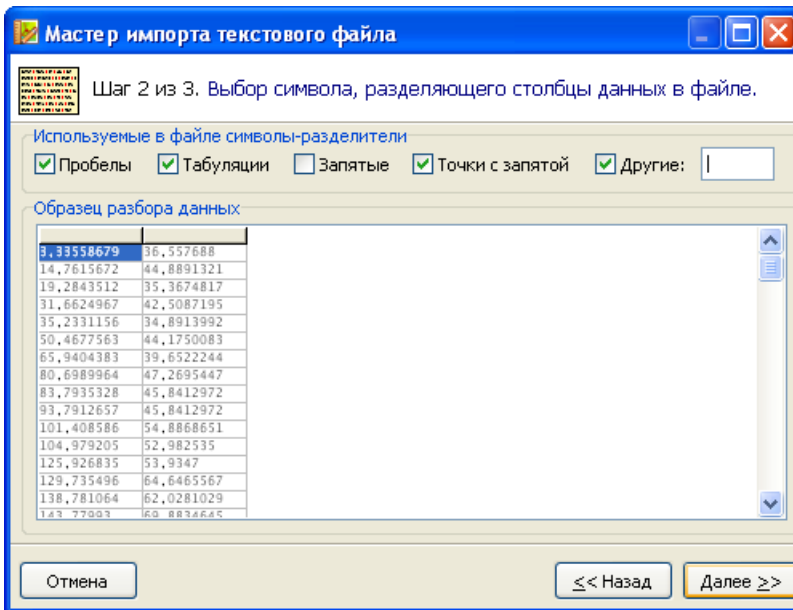 Мастер импорта текстового файла
Шаг 2 из 3. Выбор символа, разделяющего столбцы данных в файле.
Используемые в файле символы-разделители
Пробелы Табуляции Запятые Точки с запятой Другие:
Образец разбора данных
3,33558679 36,557688
14,7615672 44,8891321
19,2843512 35,3674817
31,6624967 42,5087195
35,2331156 34,8913992
50,4677563 44,1750083
65,9404383 39,6522244
80,6989964 47,2695447
83,7935328 45,8412972
93,7912657 45,8412972
101,408586 54,8868651
104,979205 52,982535
125,926835 53,9347
129,735496 64,6465567
138,781064 62,0281029
143,77993 69,8834645
Отмена << Назад Далее >>